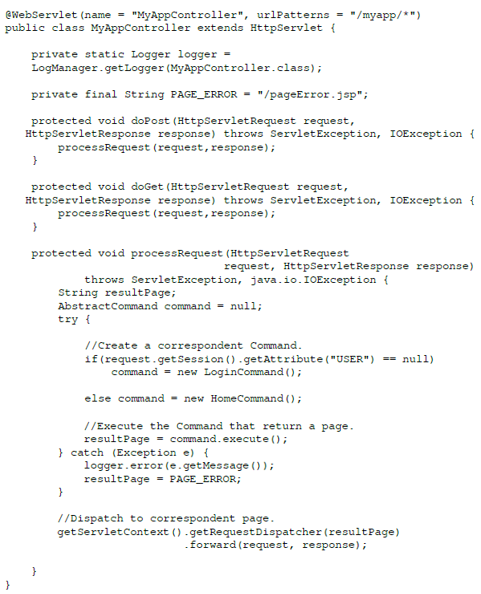 @WebServlet(name = "MyAppController", urlPatterns = "/myapp/*")
public class MyAppController extends HttpServlet {
private static Logger logger =
LogManager.getLogger(MyAppController.class);
private final String PAGE_ERROR = "/pageError.jsp";
protected void doPost(HttpServletRequest request,
HttpServletResponse response) throws ServletException, IOException {
processRequest(request,response);
}
protected void doGet(HttpServletRequest request,
HttpServletResponse response) throws ServletException, IOException {
processRequest(request,response);
}
protected void processRequest(HttpServletRequest
request, HttpServletResponse response)
throws ServletException, java.io.IOException {
String resultPage;
AbstractCommand command = null;
try {
//Create a correspondent Command.
if(request.getSession().getAttribute("USER") == null)
command = new LoginCommand();
else command = new HomeCommand();
//Execute the Command that return a page.
resultPage = command.execute();
} catch (Exception e) {
logger.error(e.getMessage());
resultPage = PAGE_ERROR;
}
//Dispatch to correspondent page.
getServletContext().getRequestDispatcher(resultPage)
.forward(request, response);
}
}